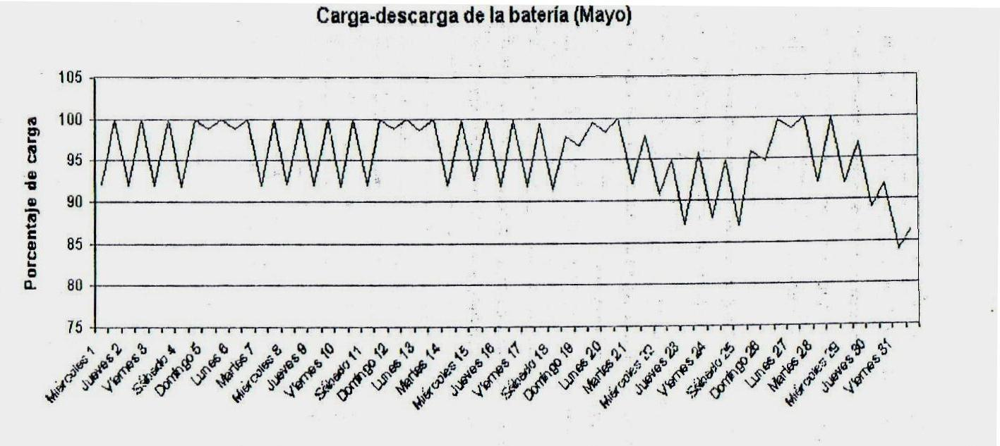 Carga-descarga de la batería (Mayo)
Porcentaje de carga
105
100
95
90
85
80
75
Miércoles 1
Jueves 2
Viernes 3
Sábado 4
Domingo 5
Lunes 6
Martes 7
Miércoles 8
Jueves 9
Viernes 10
Sábado 11
Domingo 12
Lunes 13
Martes 14
Miércoles 15
Jueves 16
Viernes 17
Sábado 18
Domingo 19
Lunes 20
Martes 21
Miércoles 22
Jueves 23
Viernes 24
Sábado 25
Domingo 26
Lunes 27
Martes 28
Miércoles 29
Jueves 30
Viernes 31